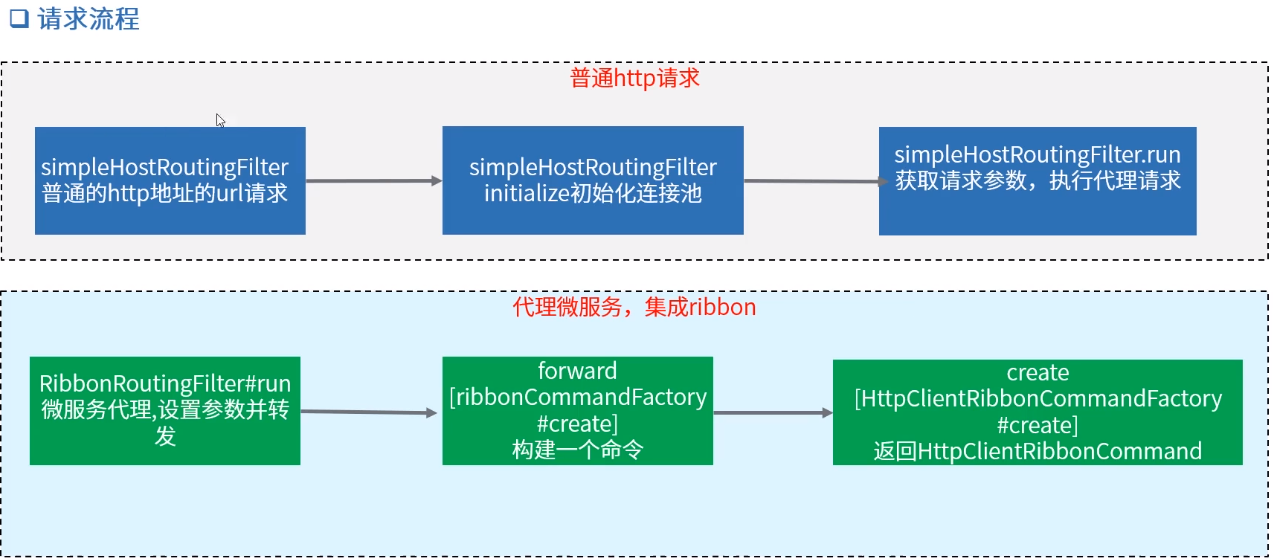 请求流程
普通http请求
simpleHostRoutingFilter
普通的http地址的url请求
simpleHostRoutingFilter
initialize初始化连接池
simpleHostRoutingFilter.run
获取请求参数，执行代理请求
代理微服务，集成ribbon
RibbonRoutingFilter#run
微服务代理,设置参数并转
发
forward
[ribbonCommandFactory
#create]
构建一个命令
create
[HttpClientRibbonCommandFactory
#create]
返回HttpClientRibbonCommand